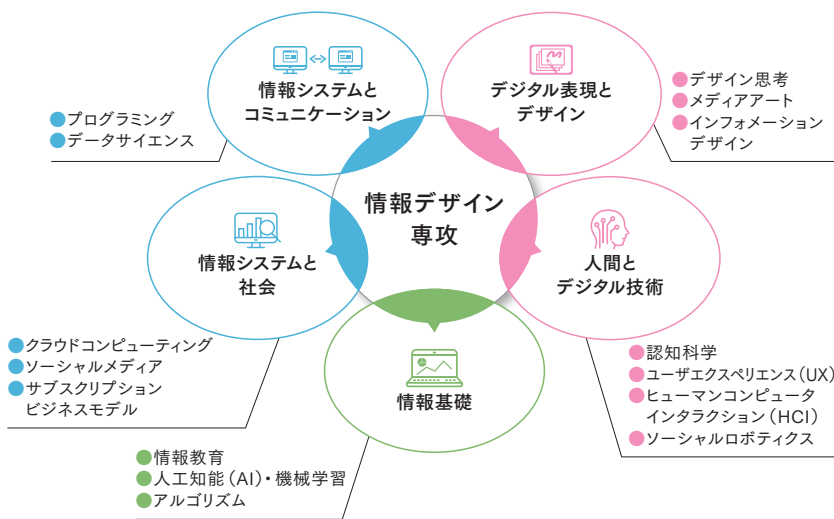 情報システムと
コミュニケーション
●プログラミング
●データサイエンス
デジタル表現と
デザイン
●デザイン思考
●メディアアート
●インフォメーション
デザイン
情報デザイン
専攻
情報システムと
社会
●クラウドコンピューティング
●ソーシャルメディア
●サブスクリプション
ビジネスモデル
人間と
デジタル技術
●認知科学
●ユーザエクスペリエンス(UX)
●ヒューマンコンピュータ
インタラクション(HCI)
●ソーシャルロボティクス
情報基礎
●情報教育
●人工知能(AI)・機械学習
●アルゴリズム